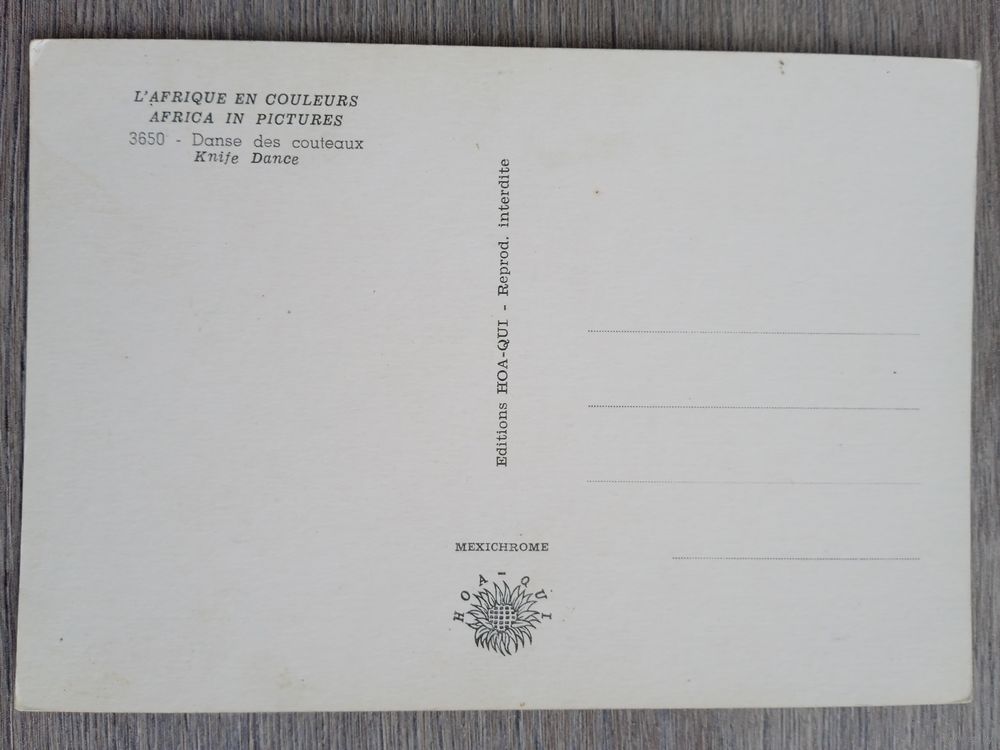 L'AFRIQUE EN COULEURS
AFRICA IN PICTURES
3650 - Danse des couteaux
Knife Dance
Editions HOA-QUI - Reprod. interdite
MEXICHROME
HOA-QUI